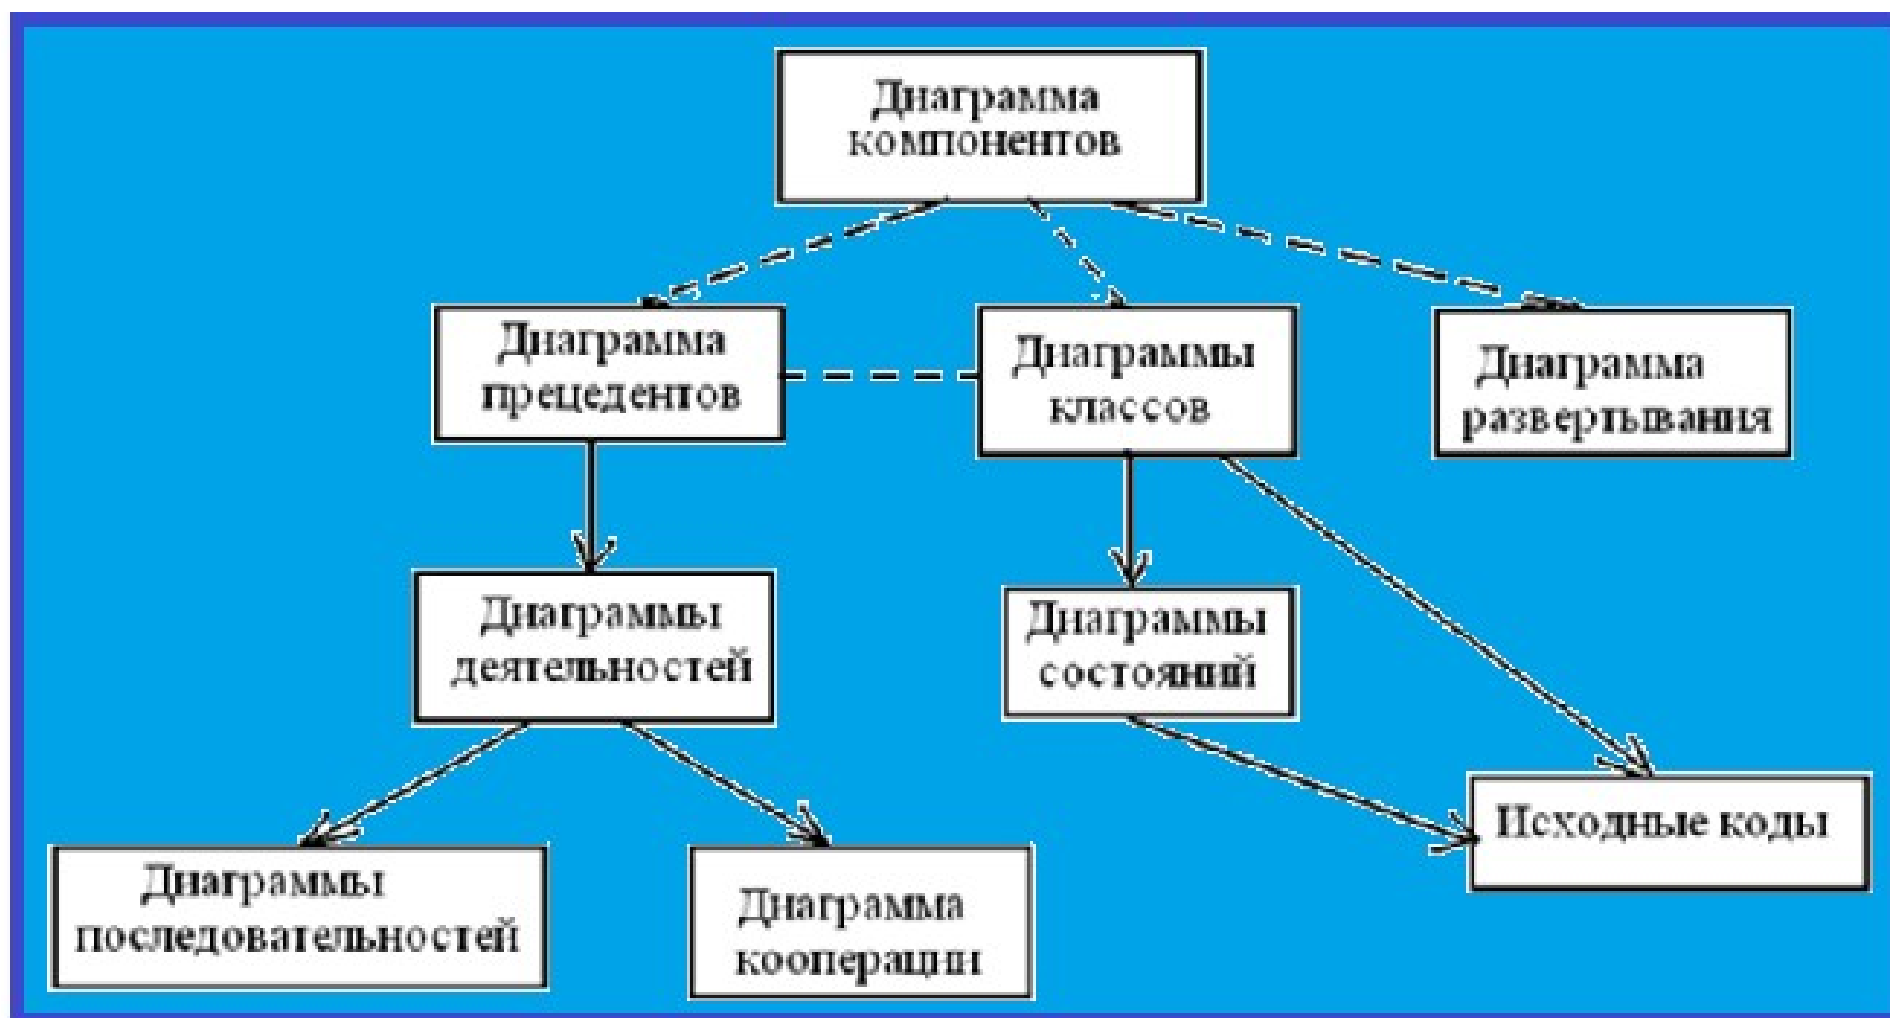 Диаграмма
компонентов
Диаграмма
прецедентов
Диаграммы
классов
Диаграмма
развертывания
Диаграммы
деятельностей
Диаграммы
состояний
Исходные коды
Диаграммы
последовательностей
Диаграмма
кооперации